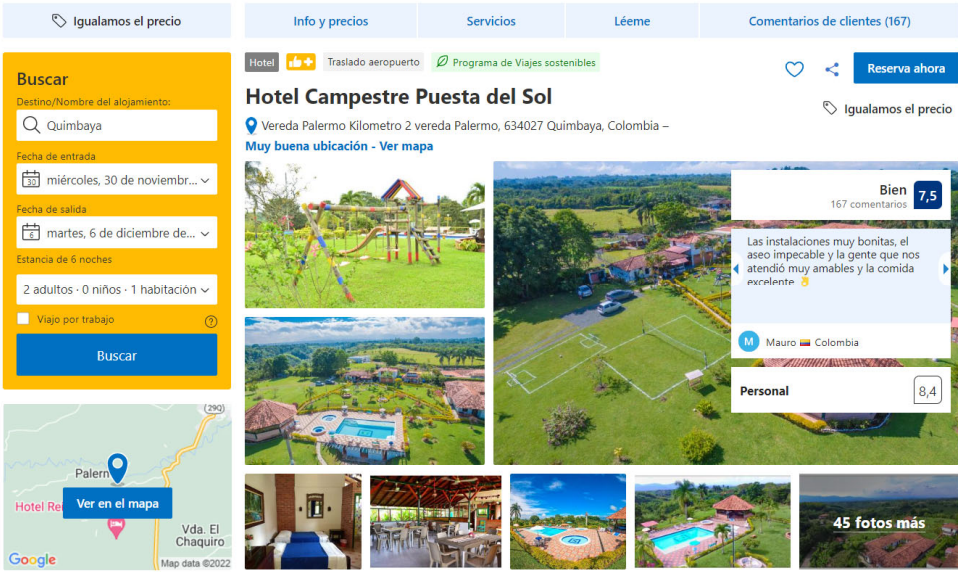 Igualamos el precio
Info y precios
Servicios
Léeme
Comentarios de clientes (167)
Buscar
Destino/Nombre del alojamiento:
Quimbaya
Fecha de entrada
30
miércoles, 30 de noviembr...
Fecha de salida
6
martes, 6 de diciembre de...
Estancia de 6 noches
2 adultos · 0 niños · 1 habitación
Viajo por trabajo
?
Buscar
Hotel
Traslado aeropuerto
Programa de Viajes sostenibles
Reserva ahora
Hotel Campestre Puesta del Sol
Igualamos el precio
Vereda Palermo Kilometro 2 vereda Palermo, 634027 Quimbaya, Colombia –
Muy buena ubicación - Ver mapa
Bien
7,5
167 comentarios
Las instalaciones muy bonitas, el
aseo impecable y la gente que nos
atendió muy amables y la comida
excelente 👌
M
Mauro
Colombia
Personal
8,4
45 fotos más
(29Q)
Palerm
Hotel Re
Ver en el mapa
Vda. El
Chaquiro
Google
Map data ©2022